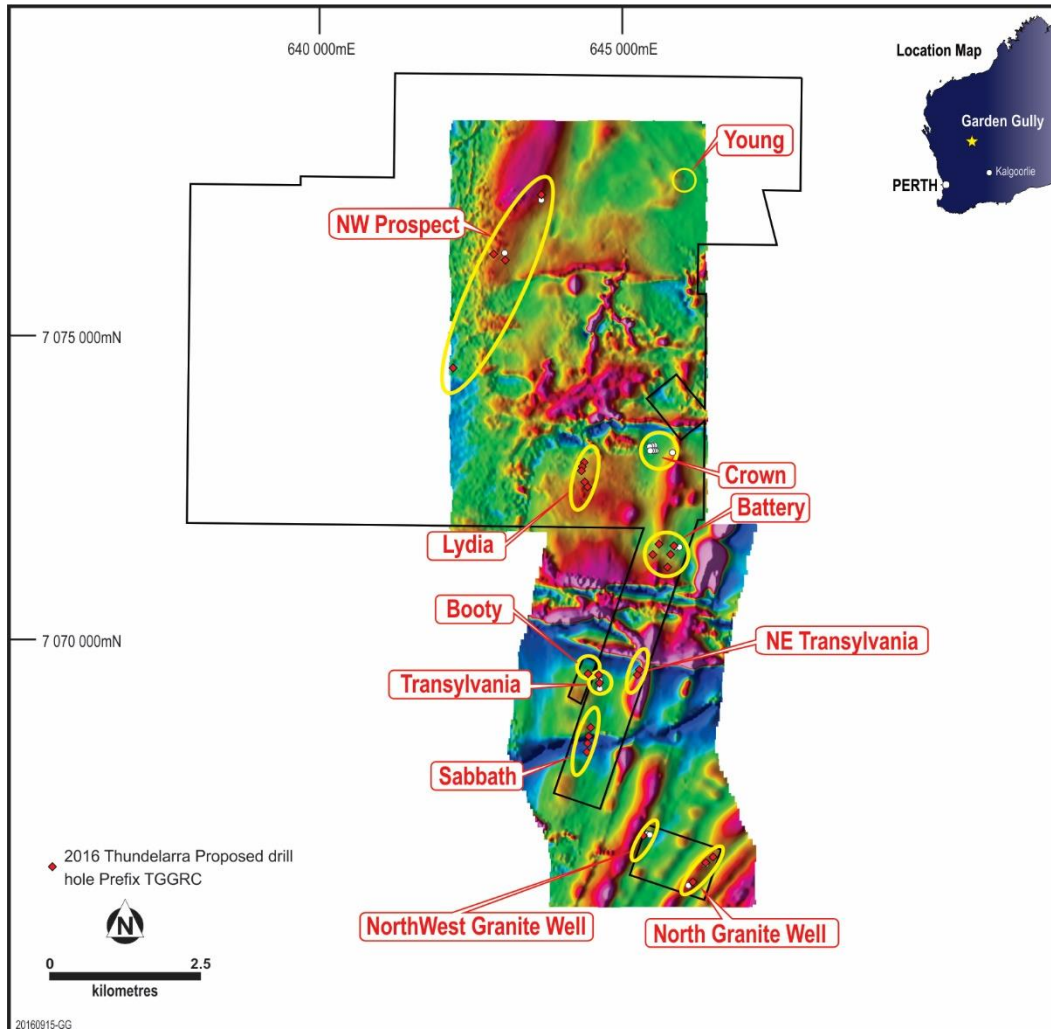 640 000mE
645 000mE
Location Map
Garden Gully
Kalgoorlie
PERTH
Young
NW Prospect
7 075 000mN
Crown
Battery
Lydia
Booty
7 070 000mN
NE Transylvania
Transylvania
Sabbath
2016 Thundelarra Proposed drill
hole Prefix TGGRC
N
NorthWest Granite Well
North Granite Well
0 2.5
kilometres
20160915-GG